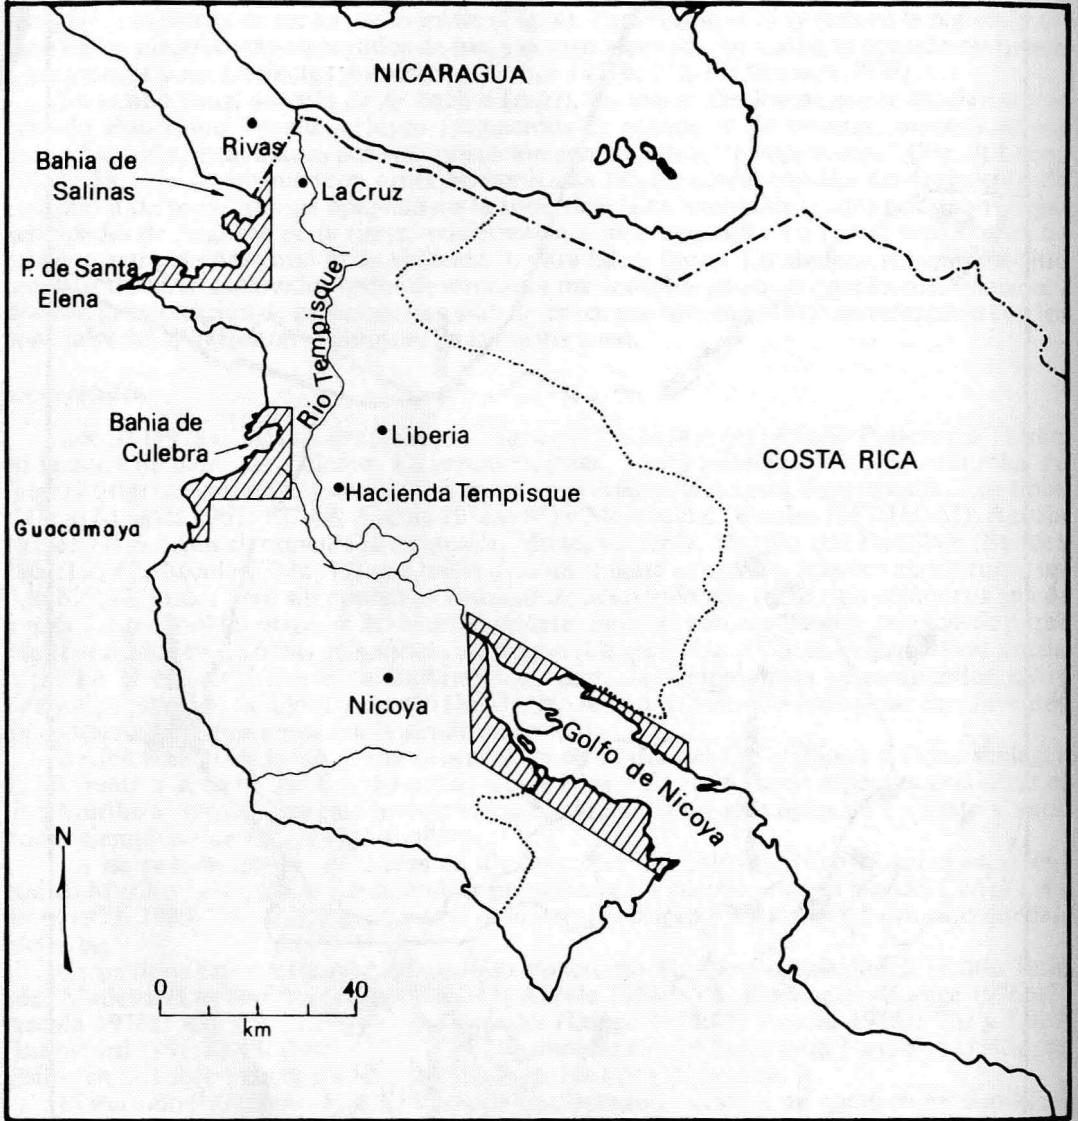 NICARAGUA
Rivas
Bahia de
Salinas
La Cruz
P. de Santa
Elena
Rio Tempisque
Bahia de
Culebra
Liberia
COSTA RICA
Hacienda Tempisque
Guacamaya
Nicoya
Golfo de Nicoya
N
0 40
km